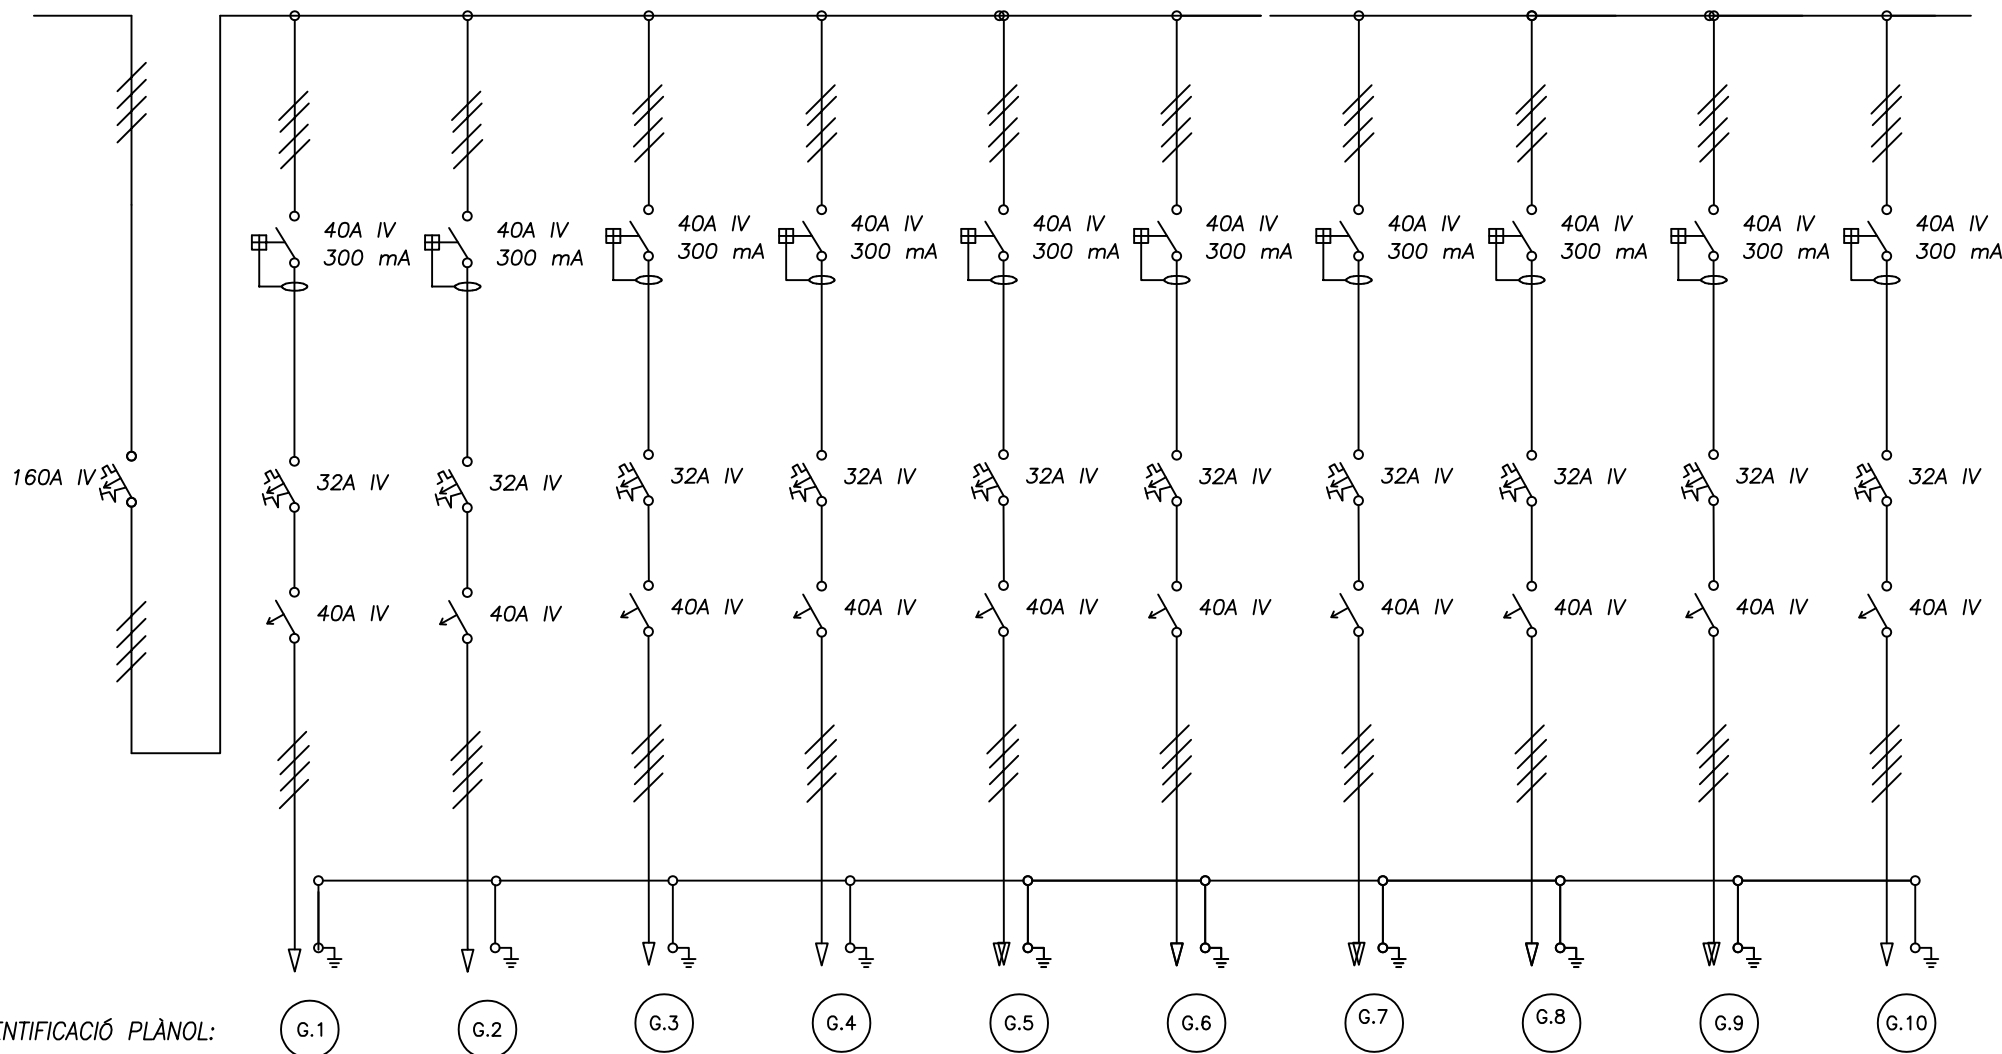 40A IV 40A IV 40A IV 40A IV 40A IV 40A IV 40A IV 40A IV 40A IV 40A IV
300 mA 300 mA 300 mA 300 mA 300 mA 300 mA 300 mA 300 mA 300 mA 300 mA
160A IV 32A IV 32A IV 32A IV 32A IV 32A IV 32A IV 32A IV 32A IV 32A IV 32A IV
40A IV 40A IV 40A IV 40A IV 40A IV 40A IV 40A IV 40A IV 40A IV 40A IV
G.1 G.2 G.3 G.4 G.5 G.6 G.7 G.8 G.9 G.10
ENTIFICACIÓ PLÀNOL: